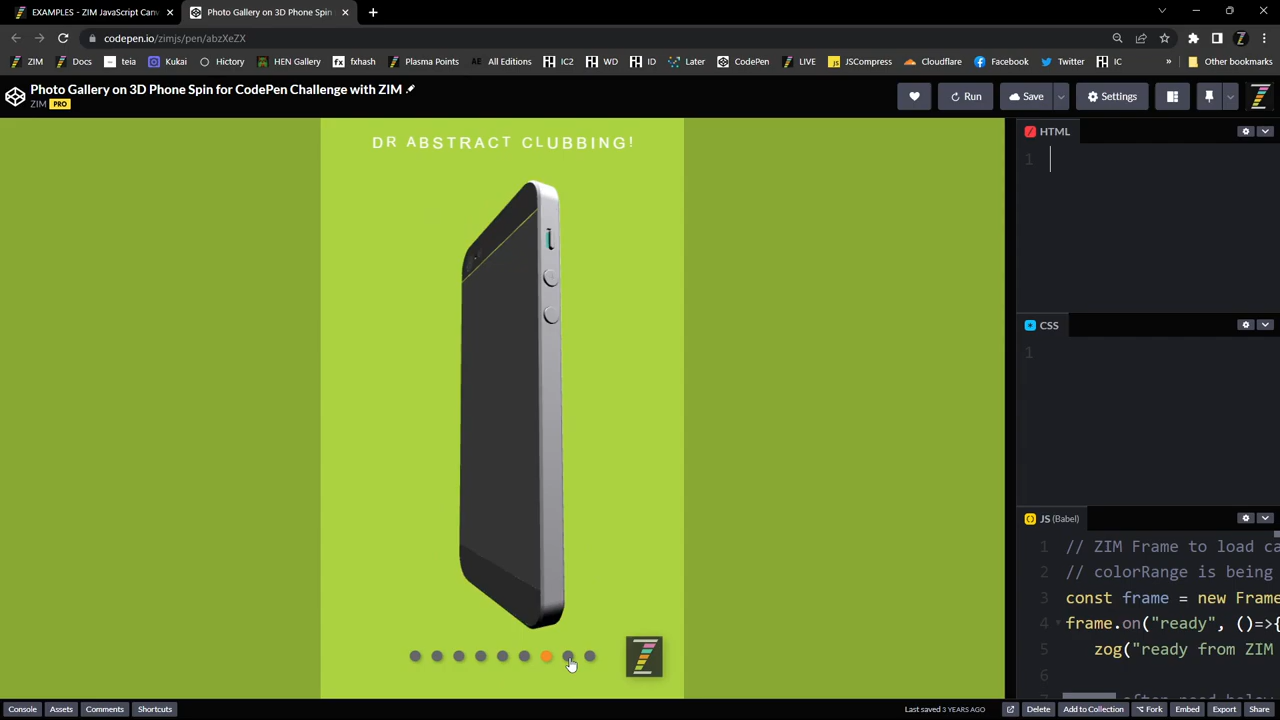 EXAMPLES - ZIM JavaScript Canv
Photo Gallery on 3D Phone Spin
codepen.io/zimjs/pen/abzXeZX
ZIM
Docs
teia
Kukai
Hictory
HEN Gallery
fx fxhash
Plasma Points
AE All Editions
IC2
WD
ID
Later
CodePen
LIVE
JSCompress
Cloudflare
Facebook
Twitter
IC
»
Other bookmarks
Photo Gallery on 3D Phone Spin for CodePen Challenge with ZIM
ZIM PRO
Run
Save
Settings
DR ABSTRACT CLUBBING!
HTML
1
CSS
1
JS (Babel)
1 // ZIM Frame to load ca
2 // colorRange is being
3 const frame = new Frame
4 frame.on("ready", ()=>{
5 zog("ready from ZIM
6
Console
Assets
Comments
Shortcuts
Last saved 3 YEARS AGO
Delete
Add to Collection
Fork
Embed
Export
Share